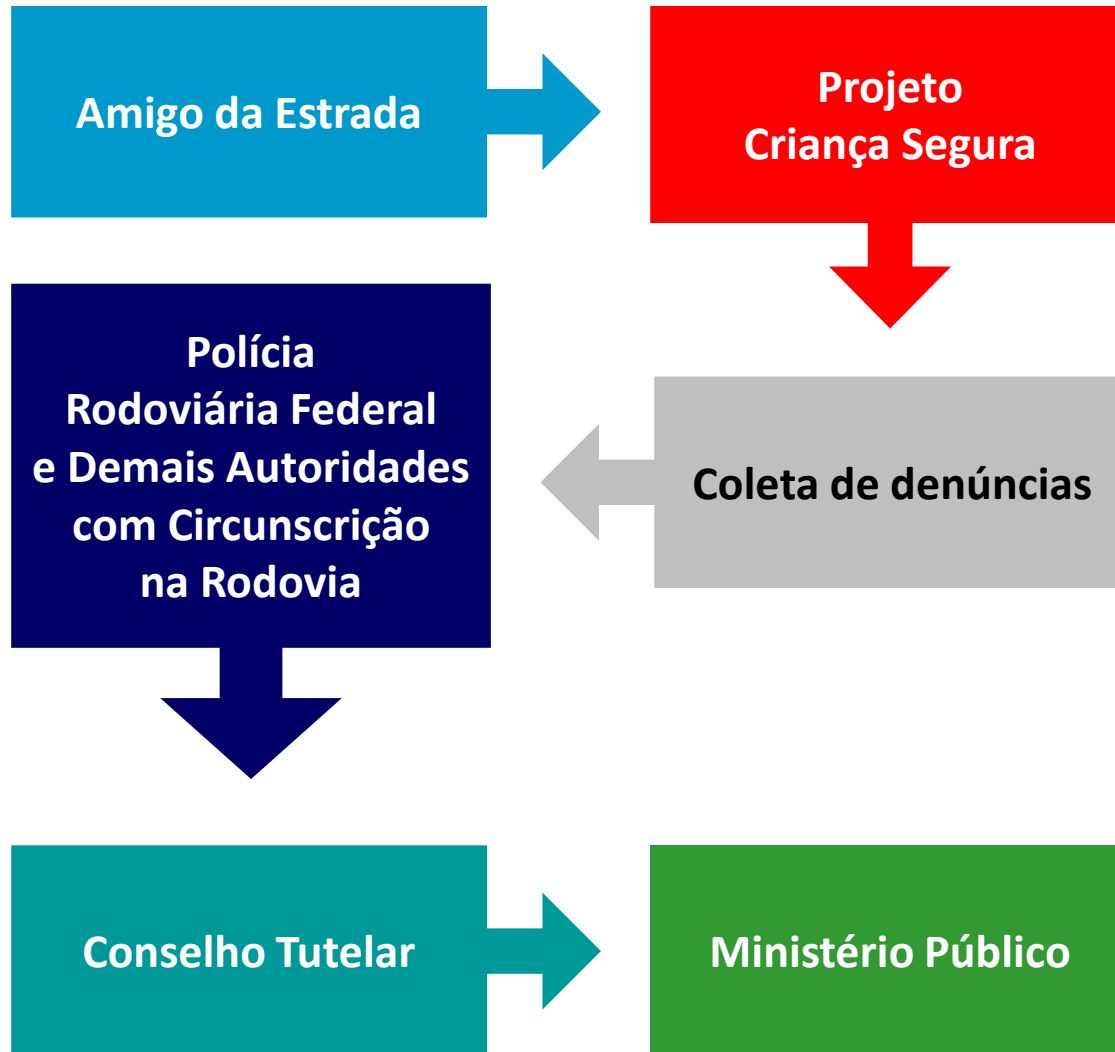 Amigo da Estrada
Projeto
Criança Segura
Polícia
Rodoviária Federal
e Demais Autoridades
com Circunscrição
na Rodovia
Coleta de denúncias
Conselho Tutelar
Ministério Público